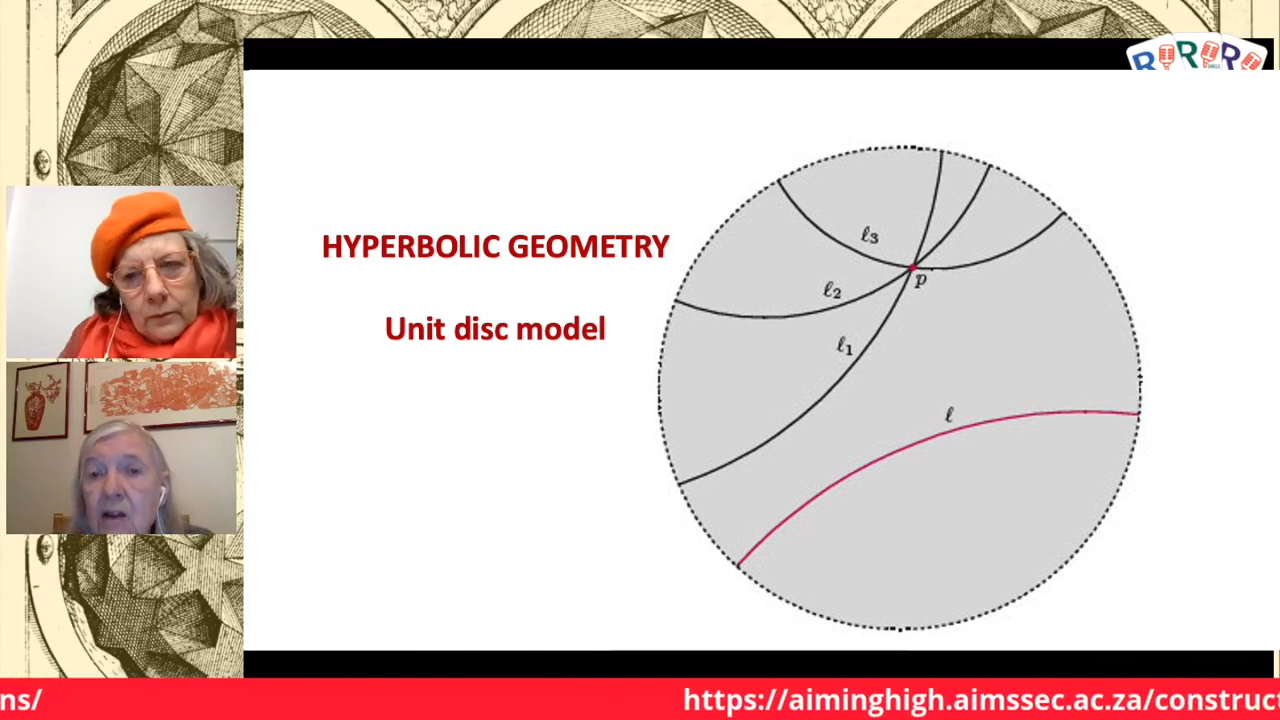 HYPERBOLIC GEOMETRY
Unit disc model
ℓ3
p
ℓ2
ℓ1
ℓ
ns/
https://aiminghigh.aimssec.ac.za/construct